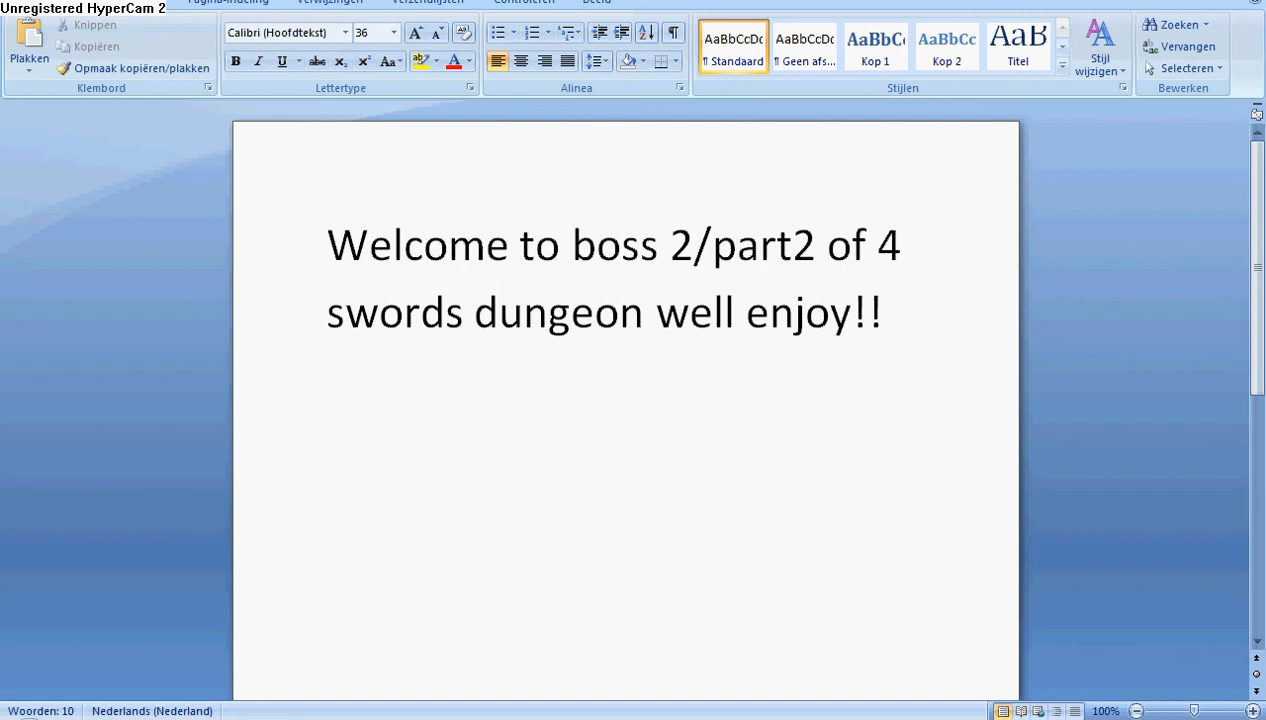 Unregistered HyperCam 2
Knippen
Kopiëren
Plakken
Opmaak kopiëren/plakken
Klembord
Calibri (Hoofdtekst) 36
Lettertype
Alinea
AaBbCcDc AaBbCcDc AaBbCc AaBbCc AaB
¶ Standaard ¶ Geen afs... Kop 1 Kop 2 Titel
Stijl wijzigen
Stijlen
Zoeken
Vervangen
Selecteren
Bewerken
Welcome to boss 2/part2 of 4
swords dungeon well enjoy!!
Woorden: 10 Nederlands (Nederland) 100%